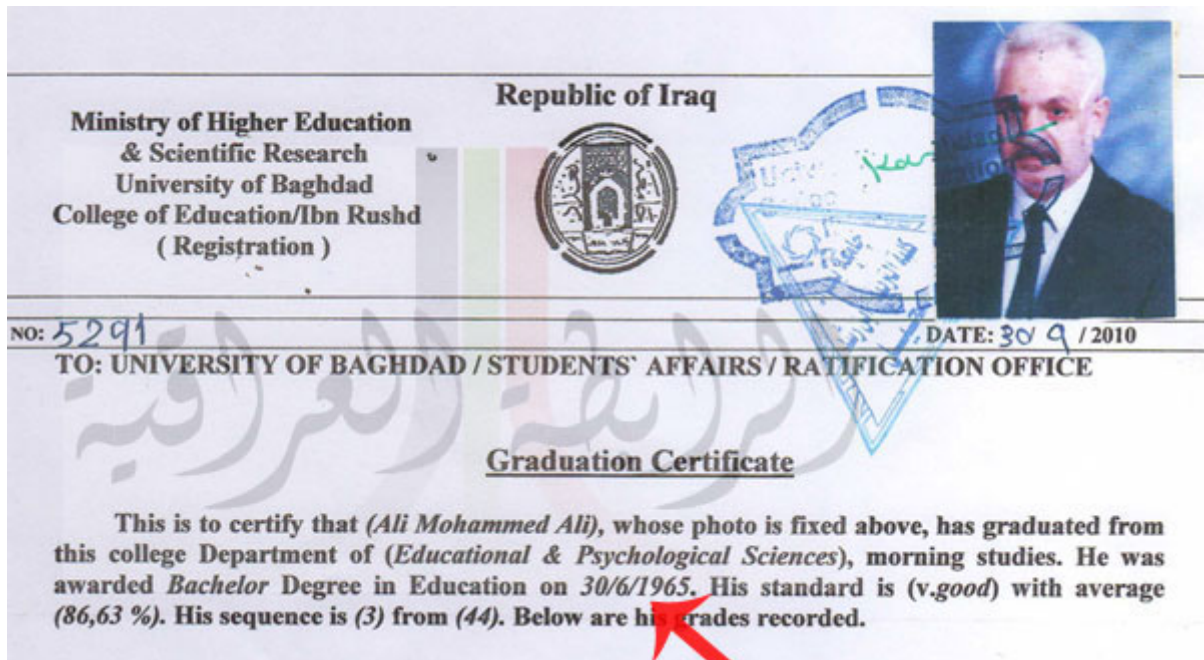 Republic of Iraq
Ministry of Higher Education
& Scientific Research
University of Baghdad
College of Education/Ibn Rushd
( Registration )
NO: 5291
DATE: 30 9 / 2010
TO: UNIVERSITY OF BAGHDAD / STUDENTS` AFFAIRS / RATIFICATION OFFICE
الرابطة العراقية
Graduation Certificate
This is to certify that (Ali Mohammed Ali), whose photo is fixed above, has graduated from
this college Department of (Educational & Psychological Sciences), morning studies. He was
awarded Bachelor Degree in Education on 30/6/1965. His standard is (v.good) with average
(86,63 %). His sequence is (3) from (44). Below are his grades recorded.